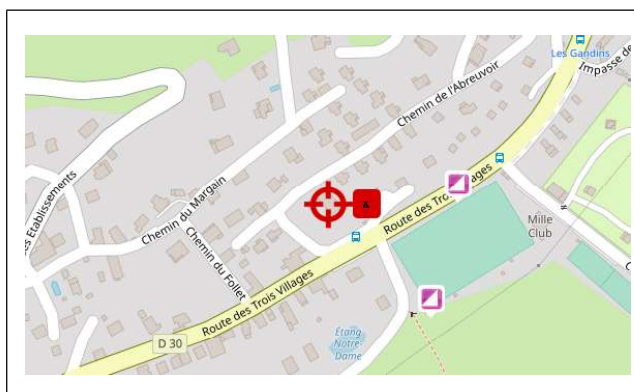 Les Gandins
Impasse de
Chemin de l'Abreuvoir
es Etablissements
Chemin du Margain
A
Route des Trois Villages
Mille
Club
Chemin du Follet
Route des Trois Villages
D 30
Etang
Notre-
Dame